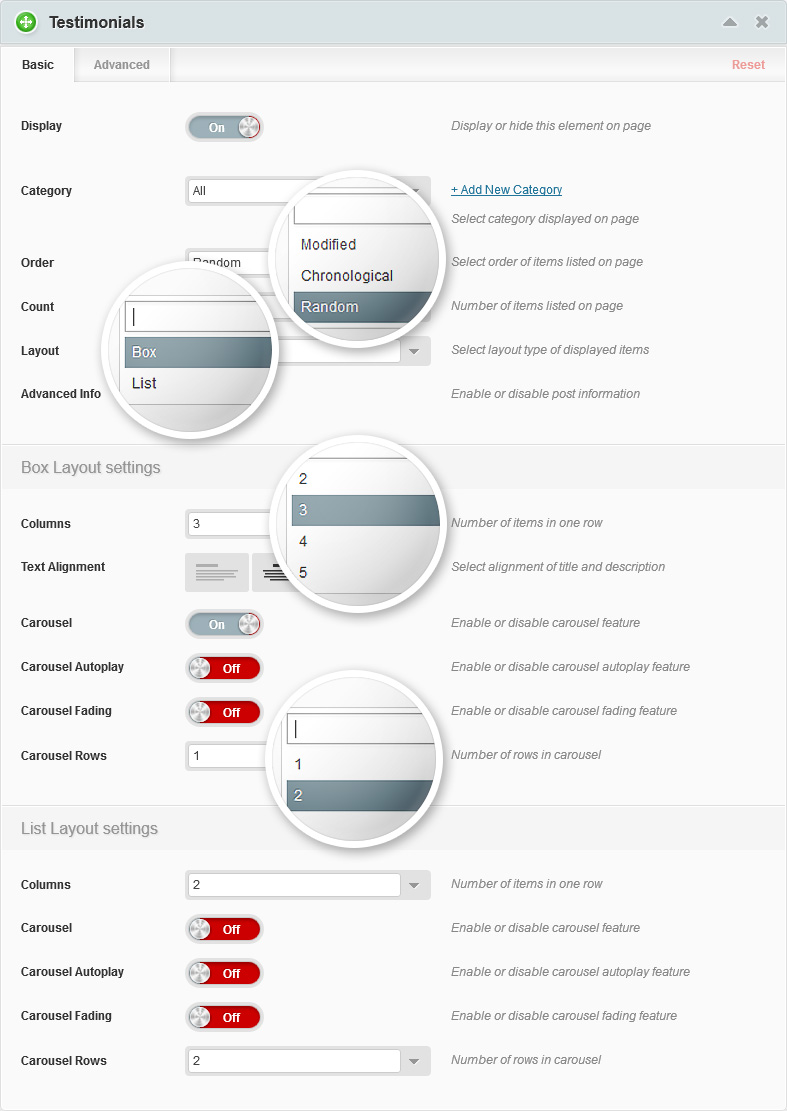 Testimonials
Basic Advanced Reset
Display On Display or hide this element on page
Category All + Add New Category
Select category displayed on page
Modified
Chronological
Random
Order Random Select order of items listed on page
Count Number of items listed on page
Box
List
Layout Select layout type of displayed items
Advanced Info Enable or disable post information
Box Layout settings
2
3
4
5
Columns 3 Number of items in one row
Text Alignment Select alignment of title and description
Carousel On Enable or disable carousel feature
Carousel Autoplay Off Enable or disable carousel autoplay feature
Carousel Fading Off Enable or disable carousel fading feature
Carousel Rows 1 Number of rows in carousel
1
2
List Layout settings
Columns 2 Number of items in one row
Carousel Off Enable or disable carousel feature
Carousel Autoplay Off Enable or disable carousel autoplay feature
Carousel Fading Off Enable or disable carousel fading feature
Carousel Rows 2 Number of rows in carousel